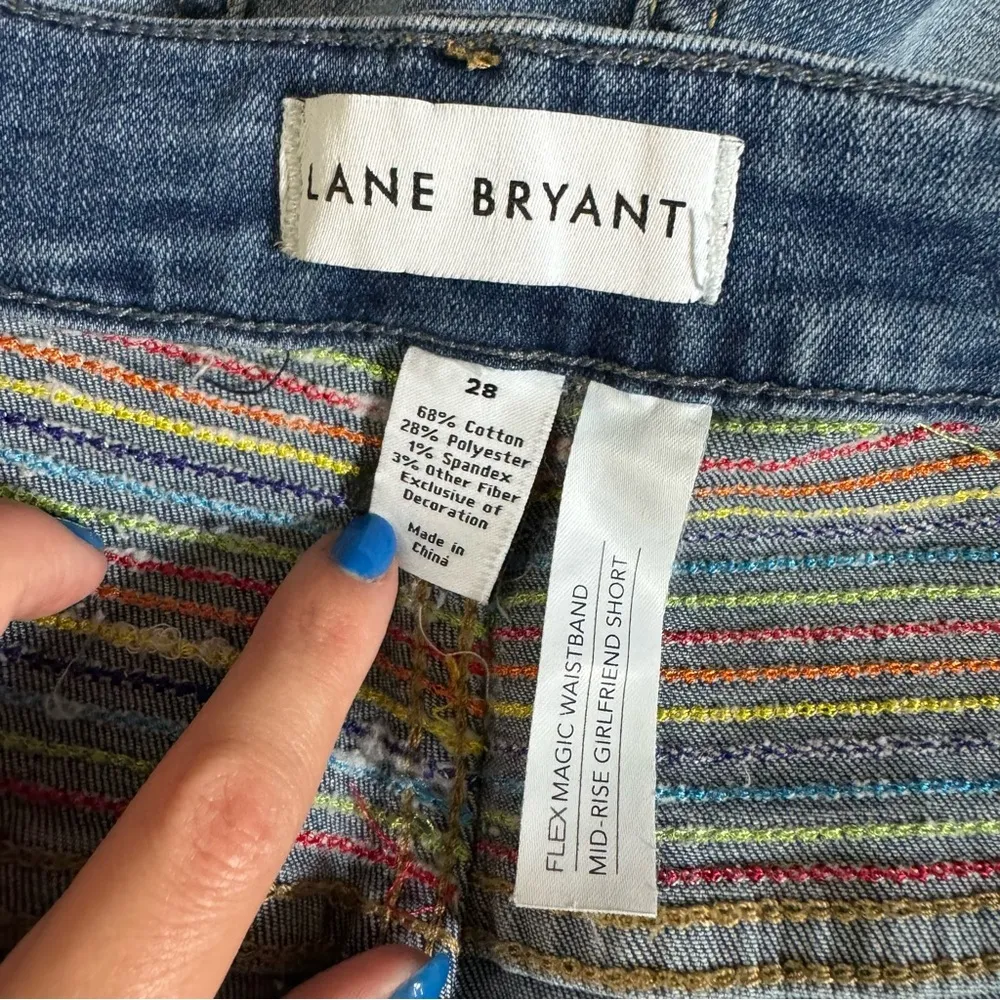 LANE BRYANT
28
68% Cotton
28% Polyester
1% Spandex
3% Other Fiber
Exclusive of
Decoration
Made in
China
FLEX MAGIC WAISTBAND
MID-RISE GIRLFRIEND SHORT